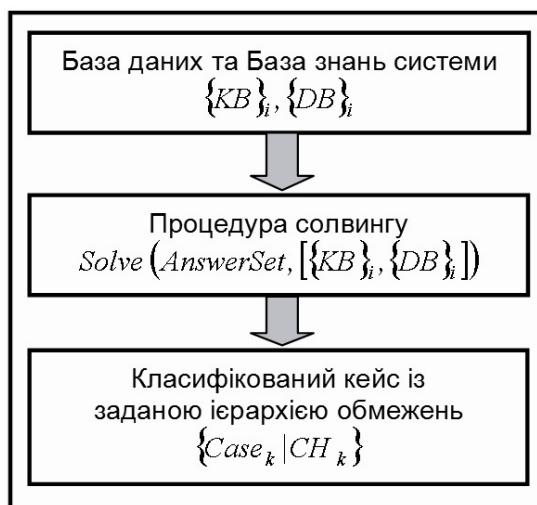 База даних та База знань системи
{KB}ᵢ, {DB}ᵢ
Процедура солвингу
Solve (AnswerSet, [{KB}ᵢ, {DB}ᵢ])
Класифікований кейс із
заданою ієрархією обмежень
{Caseₖ | CHₖ}